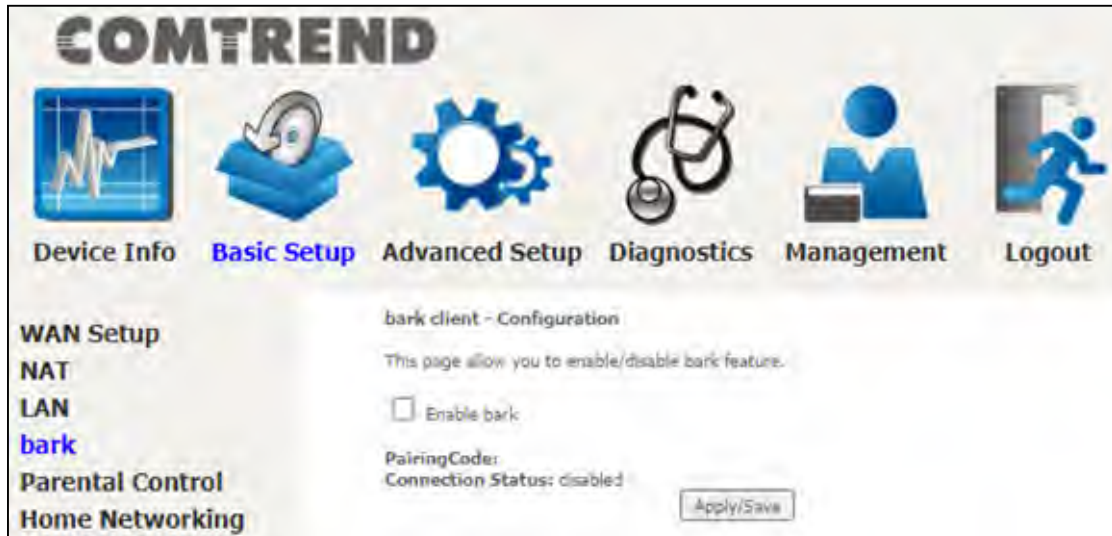 COMTREND
Device Info Basic Setup Advanced Setup Diagnostics Management Logout
WAN Setup
NAT
LAN
bark
Parental Control
Home Networking
bark client - Configuration
This page allow you to enable/disable bark feature.
Enable bark
PairingCode:
Connection Status: disabled
Apply/Save